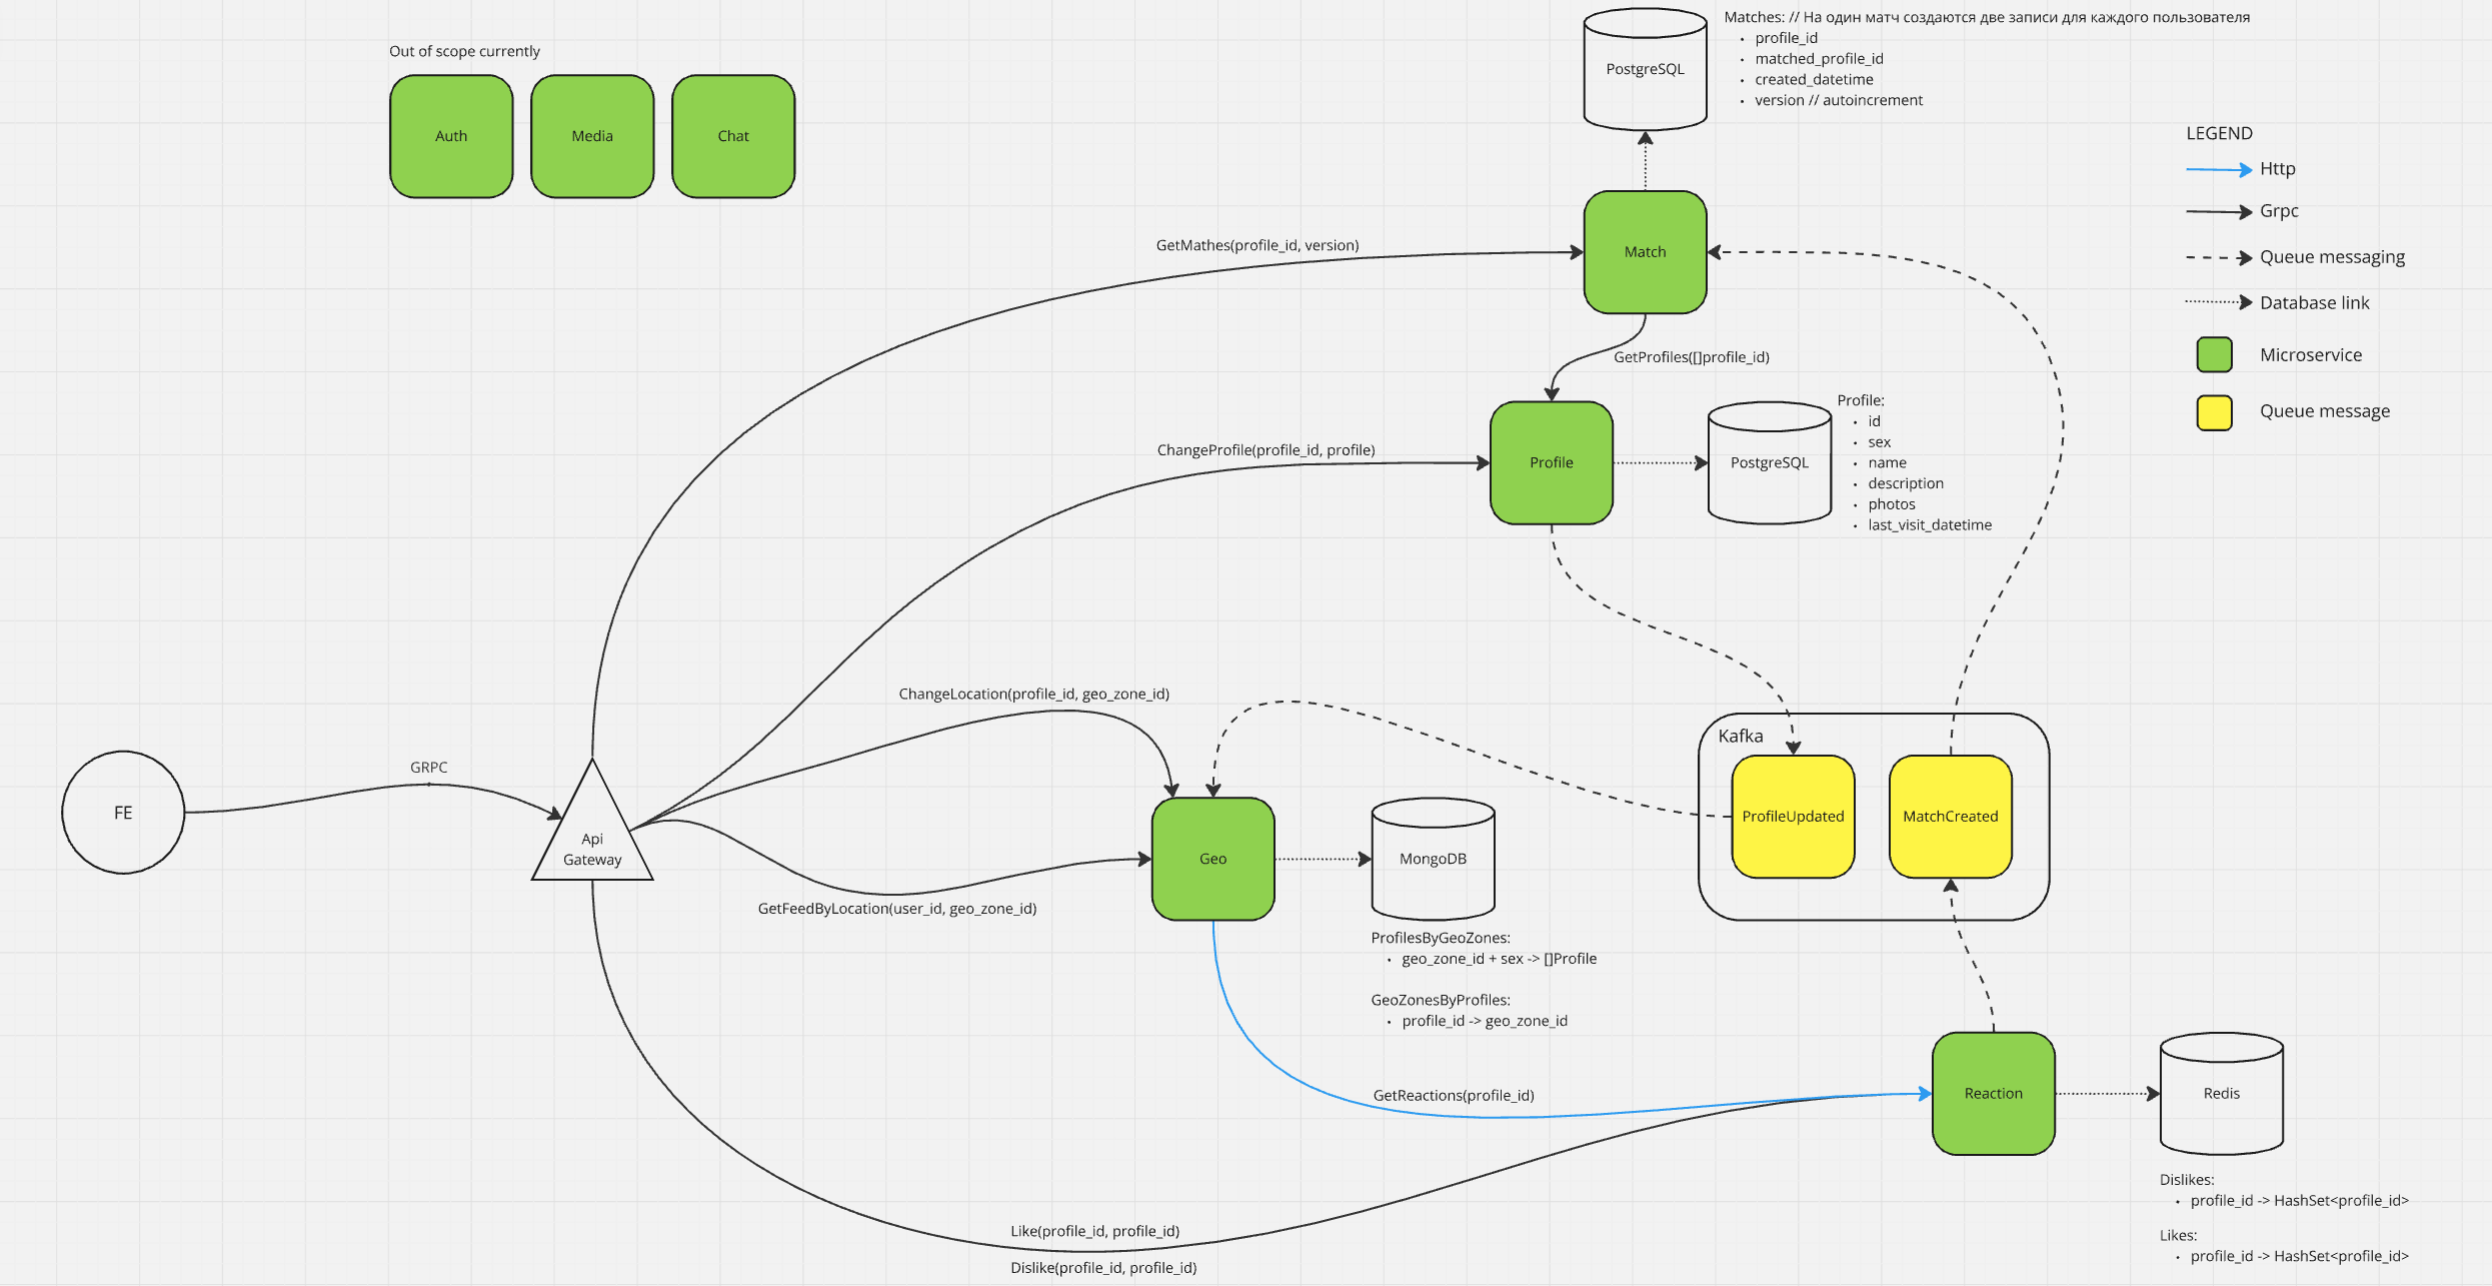 Out of scope currently
Auth
Media
Chat
PostgreSQL
Matches: // На один матч создаются две записи для каждого пользователя
• profile_id
• matched_profile_id
• created_datetime
• version // autoincrement
LEGEND
Http
Grpc
Queue messaging
Database link
Microservice
Queue message
GetMathes(profile_id, version)
Match
GetProfiles([]profile_id)
ChangeProfile(profile_id, profile)
Profile
PostgreSQL
Profile:
• id
• sex
• name
• description
• photos
• last_visit_datetime
ChangeLocation(profile_id, geo_zone_id)
Kafka
ProfileUpdated
MatchCreated
FE
GRPC
Api
Gateway
GetFeedByLocation(user_id, geo_zone_id)
Geo
MongoDB
ProfilesByGeoZones:
• geo_zone_id + sex -> []Profile
GeoZonesByProfiles:
• profile_id -> geo_zone_id
GetReactions(profile_id)
Reaction
Redis
Dislikes:
• profile_id -> HashSet<profile_id>
Likes:
• profile_id -> HashSet<profile_id>
Like(profile_id, profile_id)
Dislike(profile_id, profile_id)